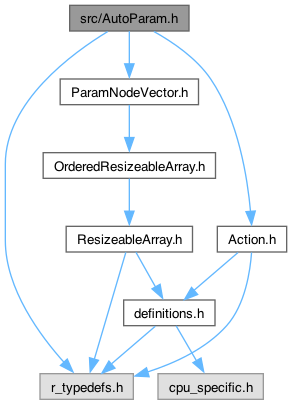 src/AutoParam.h
ParamNodeVector.h
OrderedResizeableArray.h
ResizeableArray.h
Action.h
definitions.h
r_typedefs.h
cpu_specific.h